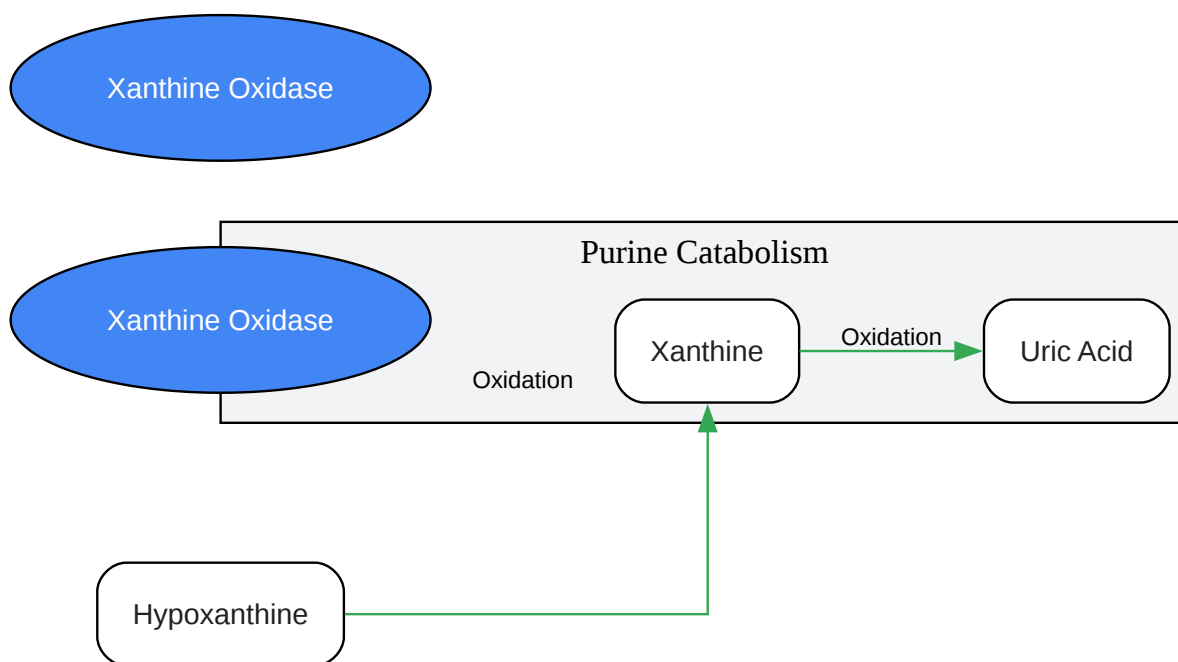 Xanthine Oxidase
Purine Catabolism
Xanthine Oxidase
Oxidation
Xanthine
Oxidation
Uric Acid
Hypoxanthine